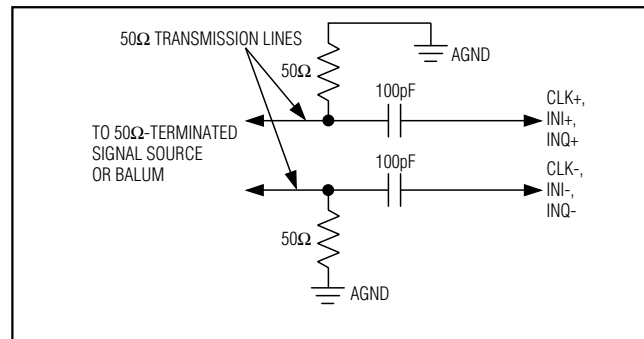 50Ω TRANSMISSION LINES
AGND
50Ω
100pF
CLK+,
INI+,
INQ+
TO 50Ω-TERMINATED
SIGNAL SOURCE
OR BALUM
100pF
CLK-,
INI-,
INQ-
50Ω
AGND